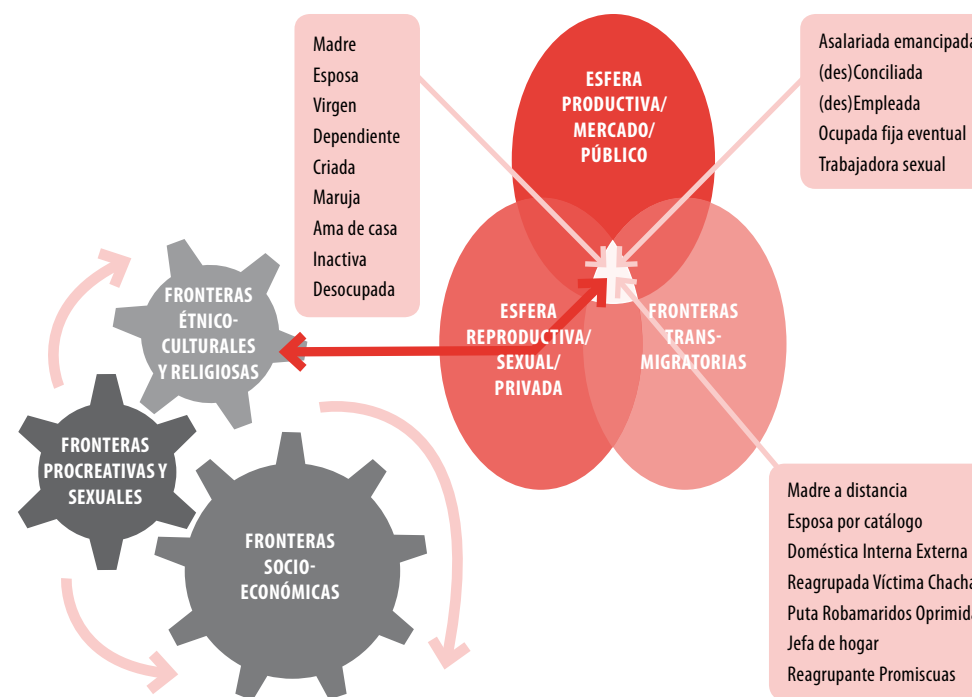 Madre
Esposa
Virgen
Dependiente
Criada
Maruja
Ama de casa
Inactiva
Desocupada
ESFERA
PRODUCTIVA/
MERCADO/
PÚBLICO
Asalariada emancipada
(des)Conciliada
(des)Empleada
Ocupada fija eventual
Trabajadora sexual
FRONTERAS
ÉTNICO-
CULTURALES
Y RELIGIOSAS
ESFERA
REPRODUCTIVA/
SEXUAL/
PRIVADA
FRONTERAS
TRANS-
MIGRATORIAS
FRONTERAS
PROCREATIVAS Y
SEXUALES
FRONTERAS
SOCIO-
ECONÓMICAS
Madre a distancia
Esposa por catálogo
Doméstica Interna Externa
Reagrupada Víctima Chacha
Puta Robamaridos Oprimida
Jefa de hogar
Reagrupante Promiscuas